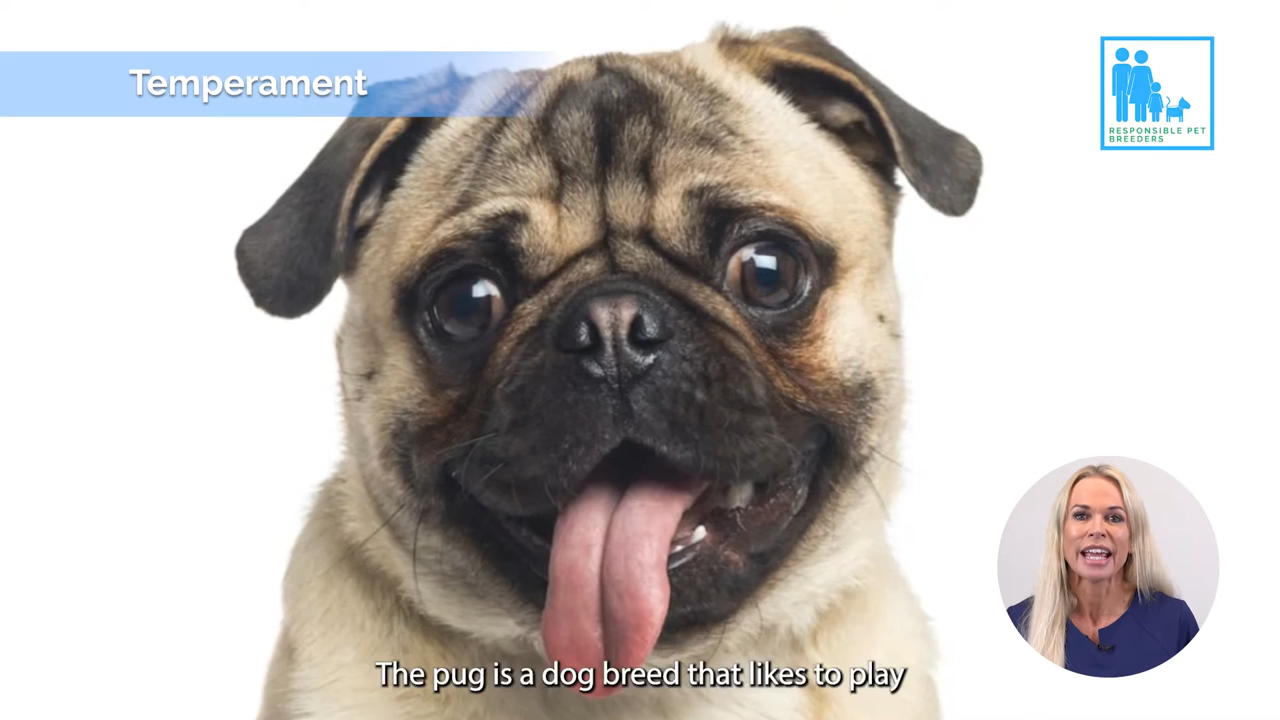 Temperament
RESPONSIBLE PET
BREEDERS
The pug is a dog breed that likes to play